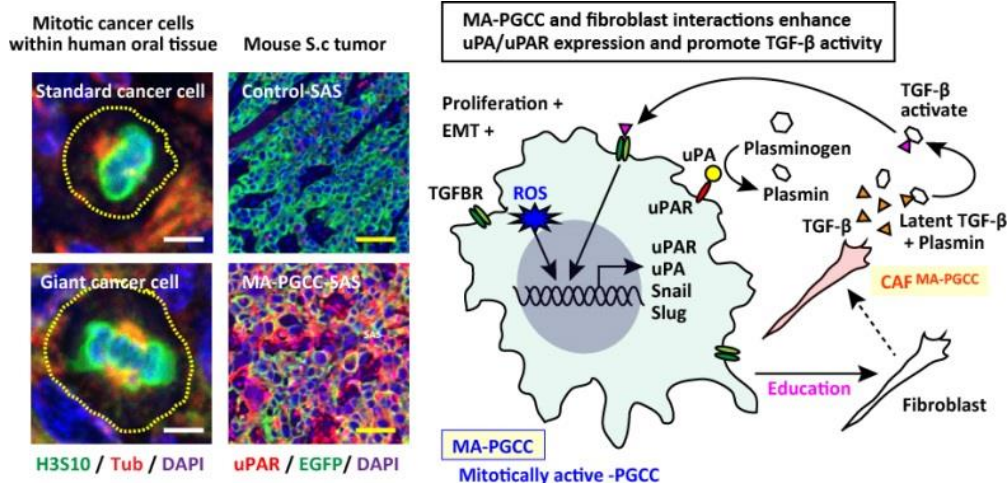 Mitotic cancer cells
within human oral tissue
Mouse S.c tumor
Standard cancer cell
Control-SAS
Giant cancer cell
MA-PGCC-SAS
SAS
H3S10 / Tub / DAPI
uPAR / EGFP/ DAPI
MA-PGCC and fibroblast interactions enhance
uPA/uPAR expression and promote TGF-β activity
Proliferation +
EMT +
TGFBR
ROS
uPA
uPAR
Plasminogen
Plasmin
TGF-β
activate
TGF-β
Latent TGF-β
+ Plasmin
uPAR
uPA
Snail
Slug
CAF MA-PGCC
Education
Fibroblast
MA-PGCC
Mitotically active -PGCC